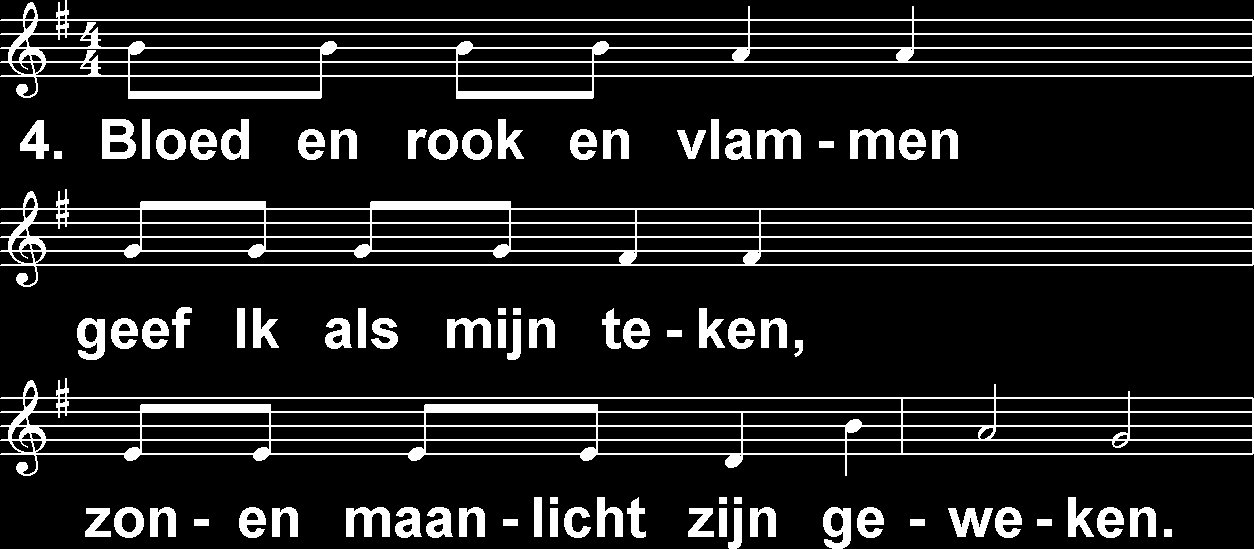 4. Bloed en rook en vlam - men
geef Ik als mijn te - ken,
zon - en maan - licht zijn ge - we - ken.